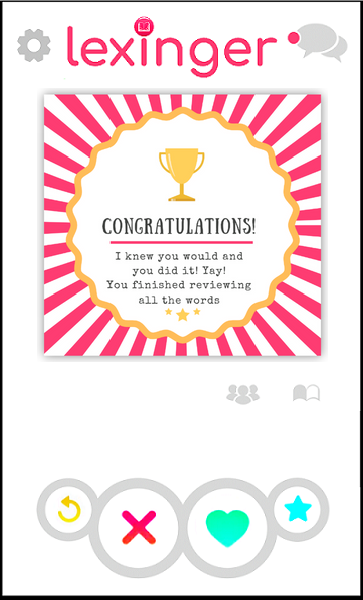 lexinger
CONGRATULATIONS!
I knew you would and
you did it! Yay!
You finished reviewing
all the words